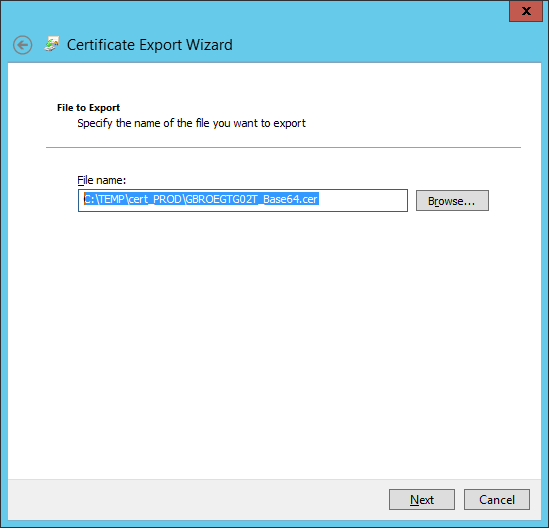 x
Certificate Export Wizard
File to Export
Specify the name of the file you want to export
File name:
C:\TEMP\cert_PROD\GBROEGTG02T_Base64.cer
Browse...
Next
Cancel